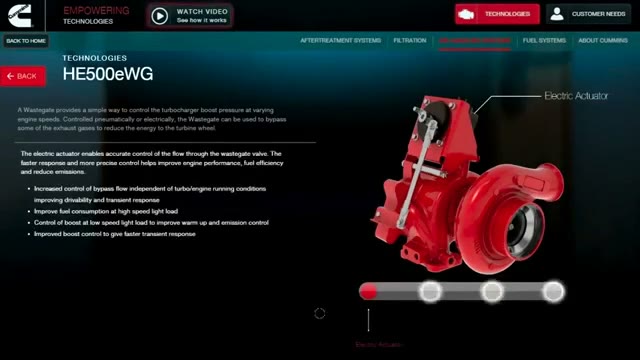 Cummins
EMPOWERING
TECHNOLOGIES
WATCH VIDEO
See how it works
TECHNOLOGIES
CUSTOMER NEEDS
BACK TO HOME
AFTERTREATMENT SYSTEMS
FILTRATION
FUEL SYSTEMS
ABOUT CUMMINS
BACK
TECHNOLOGIES
HE500eWG
A Wastegate provides a simple way to control the turbocharger boost pressure at varying
engine speeds. Controlled pneumatically or electrically, the Wastegate can be used to bypass
some of the exhaust gases to reduce the energy to the turbine wheel.
The electric actuator enables accurate control of the flow through the wastegate valve. The
faster response and more precise control helps improve engine performance, fuel efficiency
and reduce emissions.
• Increased control of bypass flow independent of turbo/engine running conditions
improving drivability and transient response
• Improve fuel consumption at high speed light load
• Control of boost at low speed light load to improve warm up and emission control
• Improved boost control to give faster transient response
Electric Actuator
Electric Actuator